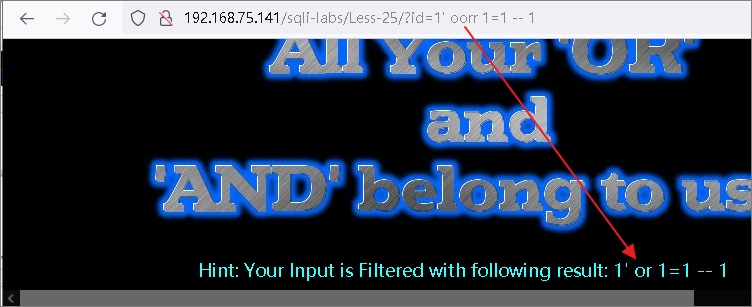 192.168.75.141/sqli-labs/Less-25/?id=1' oorr 1=1 -- 1
All Your 'OR'
and
'AND' belong to us
Hint: Your Input is Filtered with following result: 1' or 1=1 -- 1